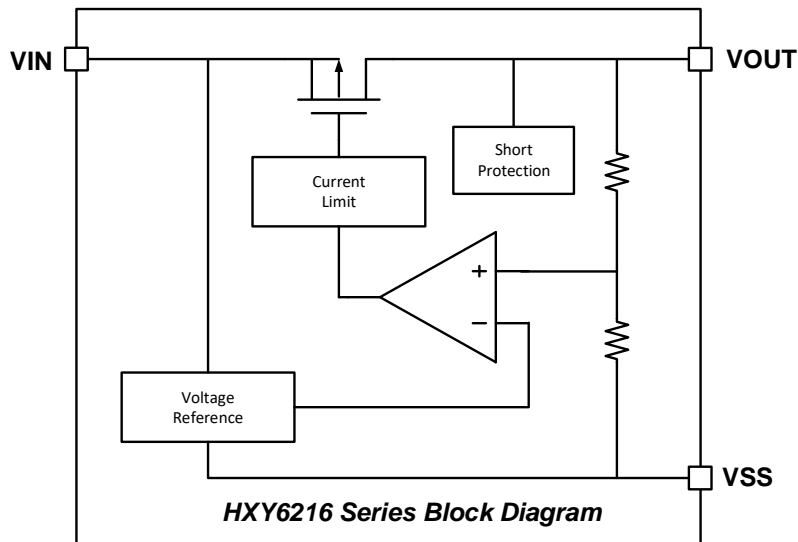 VIN
VOUT
Short
Protection
Current
Limit
+
−
Voltage
Reference
VSS
HXY6216 Series Block Diagram